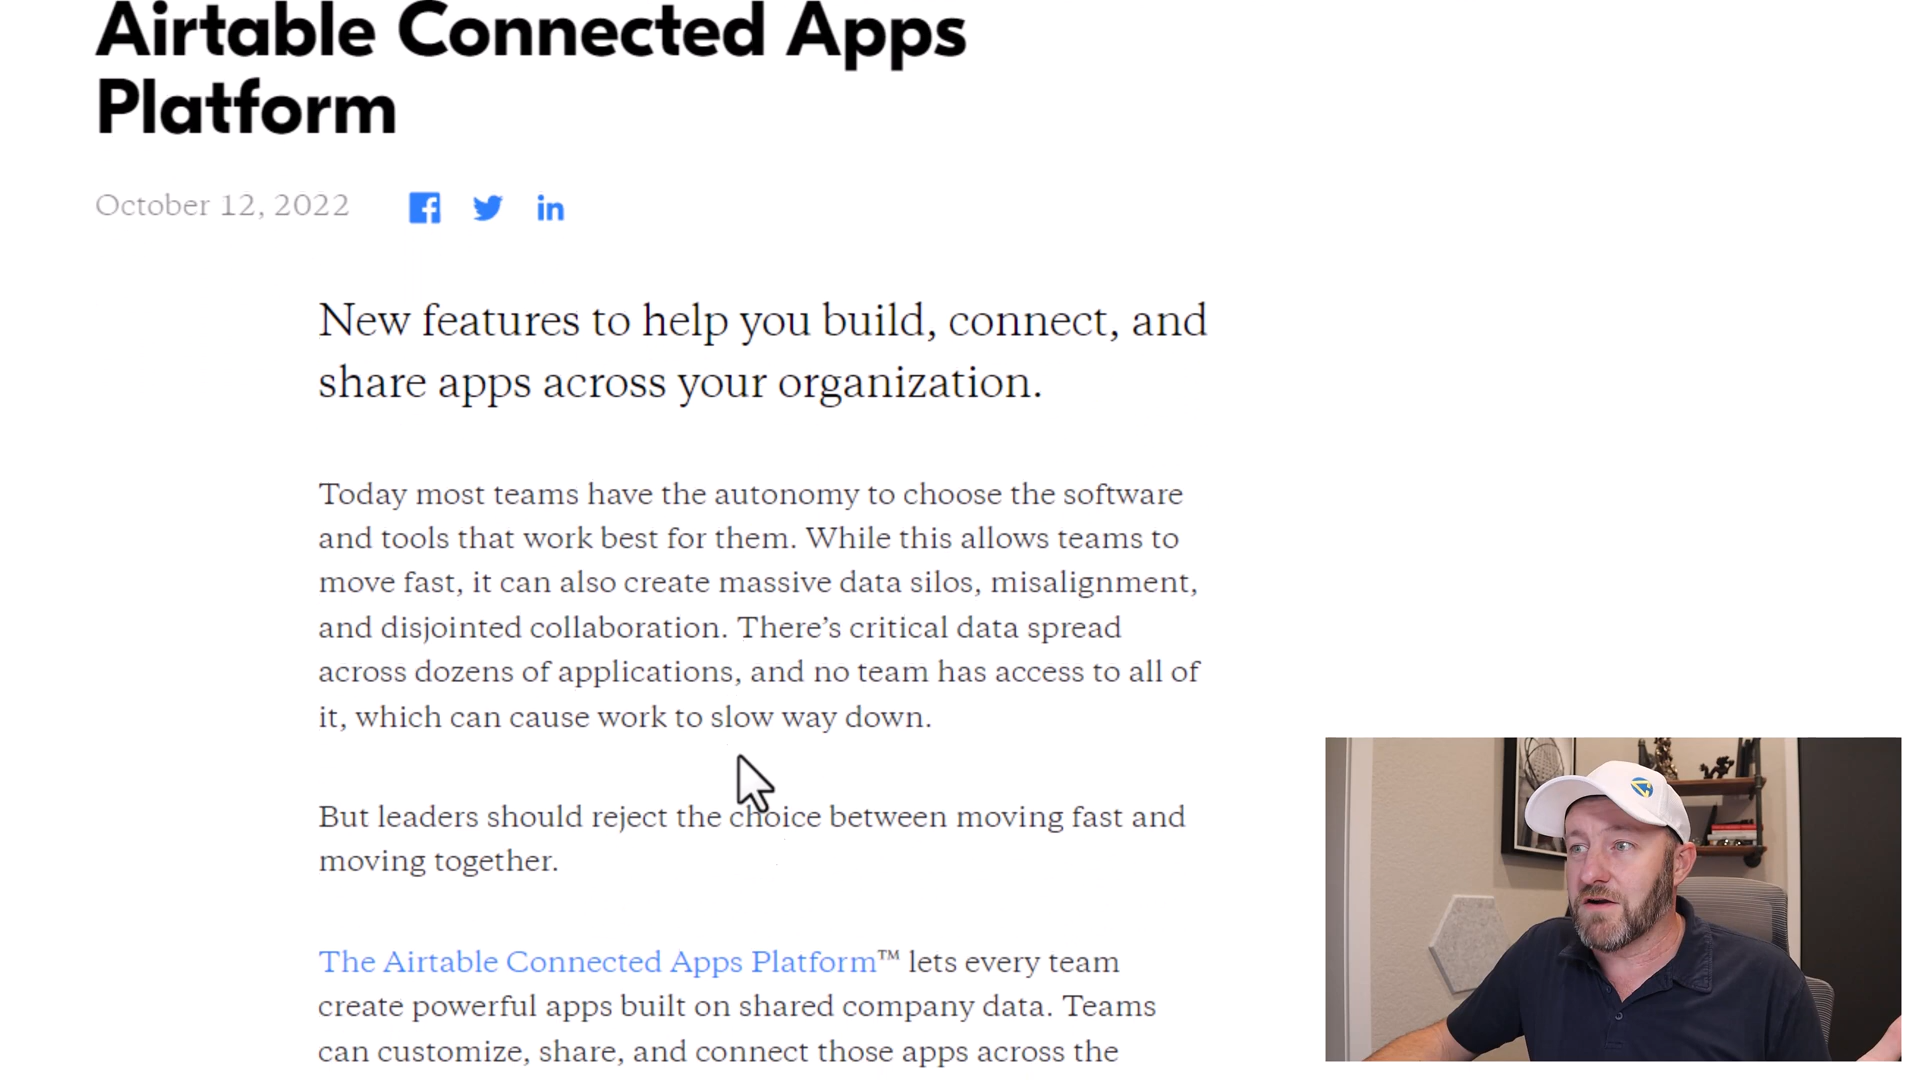 Airtable Connected Apps
Platform
October 12, 2022
New features to help you build, connect, and
share apps across your organization.
Today most teams have the autonomy to choose the software
and tools that work best for them. While this allows teams to
move fast, it can also create massive data silos, misalignment,
and disjointed collaboration. There’s critical data spread
across dozens of applications, and no team has access to all of
it, which can cause work to slow way down.
But leaders should reject the choice between moving fast and
moving together.
The Airtable Connected Apps Platform™ lets every team
create powerful apps built on shared company data. Teams
can customize, share, and connect those apps across the